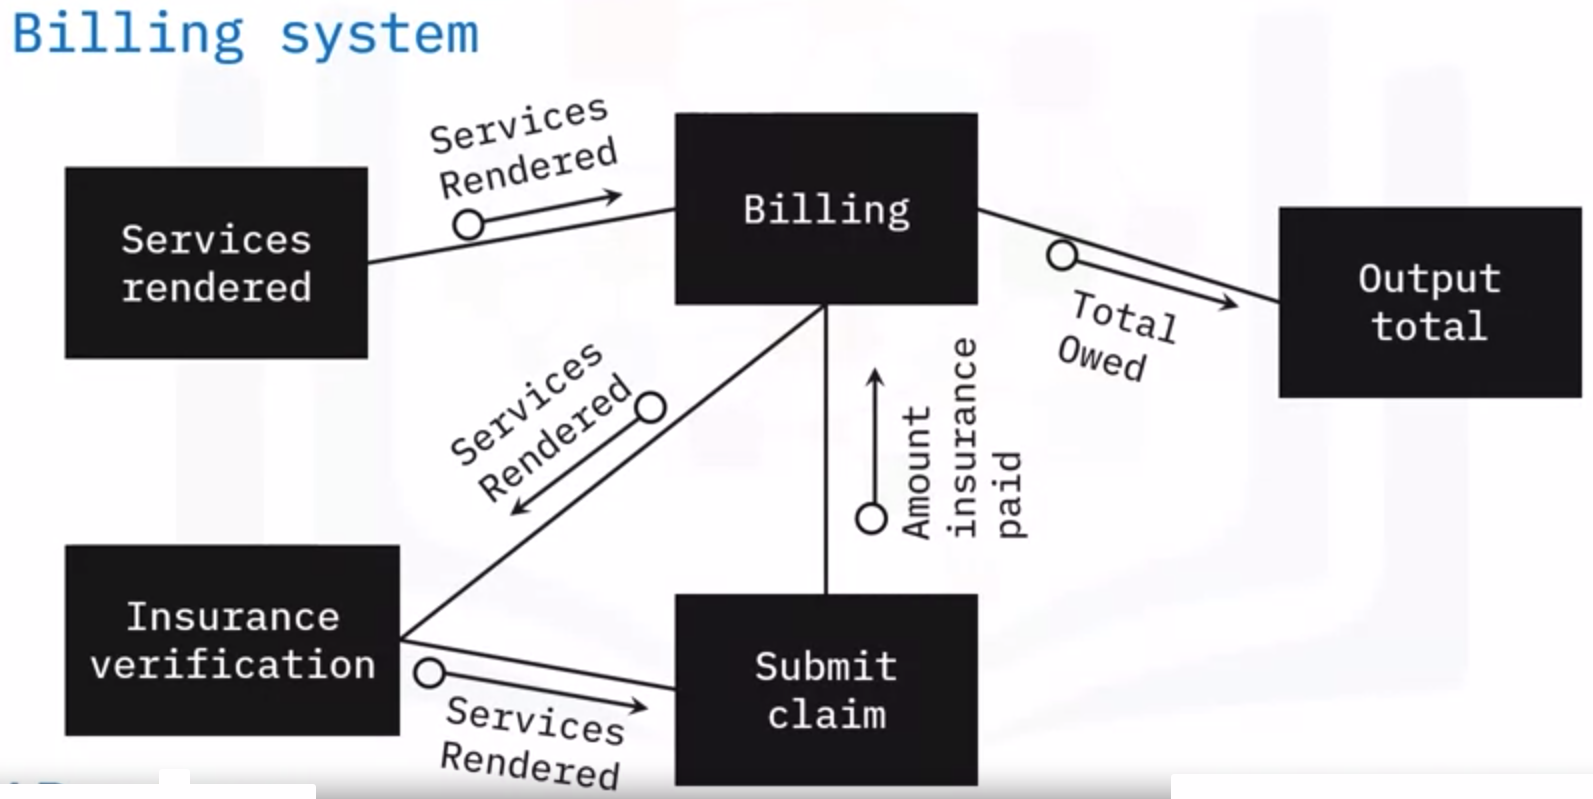 Billing system
Services
Rendered
Services
rendered
Billing
Output
total
Total
Owed
Services
Rendered
Amount
insurance
paid
Insurance
verification
Submit
claim
Services
Rendered